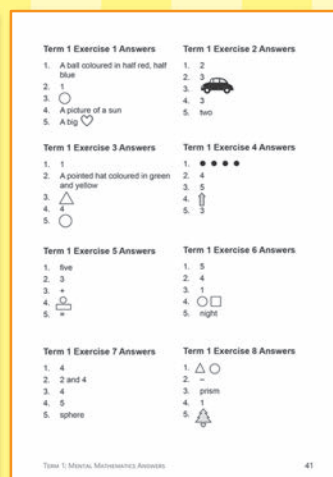 Term 1 Exercise 1 Answers
1. A ball coloured in half red, half
blue
2. 1
3.
4. A picture of a sun
5. A big
Term 1 Exercise 2 Answers
1. 2
2. 3
3.
4. 3
5. two
Term 1 Exercise 3 Answers
1. 1
2. A pointed hat coloured in green
and yellow
3.
4. 4
5.
Term 1 Exercise 4 Answers
1.
2. 4
3. 5
4.
5. 3
Term 1 Exercise 5 Answers
1. five
2. 3
3. +
4.
5. =
Term 1 Exercise 6 Answers
1. 5
2. 4
3. 1
4.
5. night
Term 1 Exercise 7 Answers
1. 4
2. 2 and 4
3. 4
4. 5
5. sphere
Term 1 Exercise 8 Answers
1.
2. –
3. prism
4. 1
5.
Term 1: Mental Mathematics Answers
41